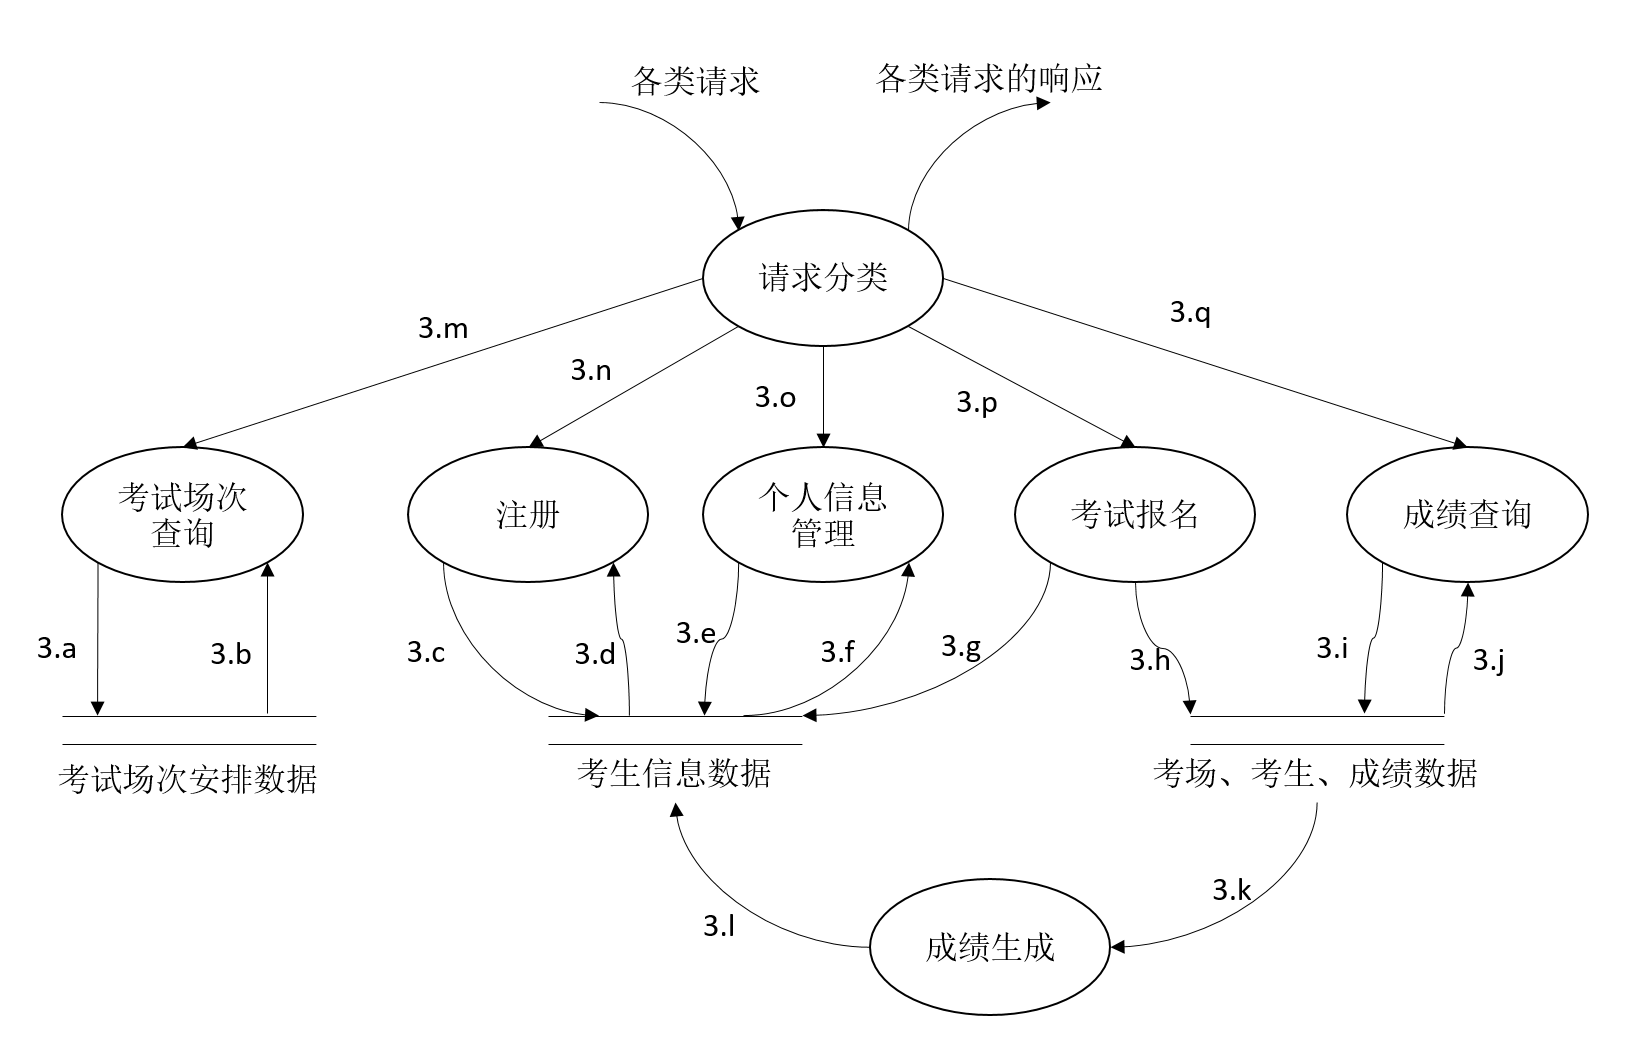 各类请求
各类请求的响应
请求分类
3.m
3.n
3.o
3.p
3.q
考试场次
查询
注册
个人信息
管理
考试报名
成绩查询
3.a
3.b
3.c
3.d
3.e
3.f
3.g
3.h
3.i
3.j
考试场次安排数据
考生信息数据
考场、考生、成绩数据
3.k
3.l
成绩生成